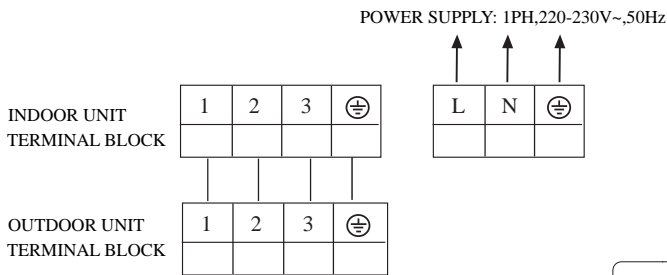 POWER SUPPLY: 1PH,220-230V~,50Hz
INDOOR UNIT
TERMINAL BLOCK
1 2 3 ⏚
L N ⏚
OUTDOOR UNIT
TERMINAL BLOCK
1 2 3 ⏚